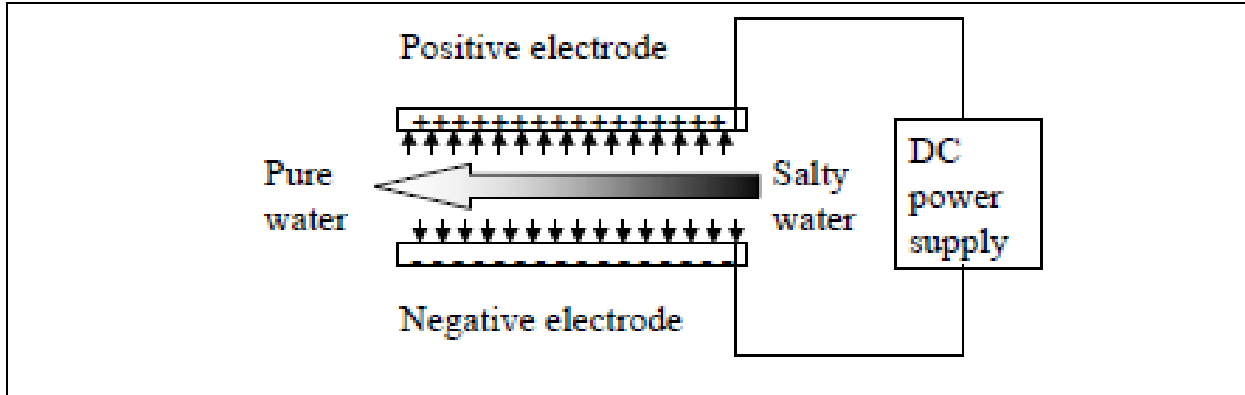 Positive electrode
+++++++++++++++
Pure
water
Salty
water
DC
power
supply
- - - - - - - - - - - - - - -
Negative electrode